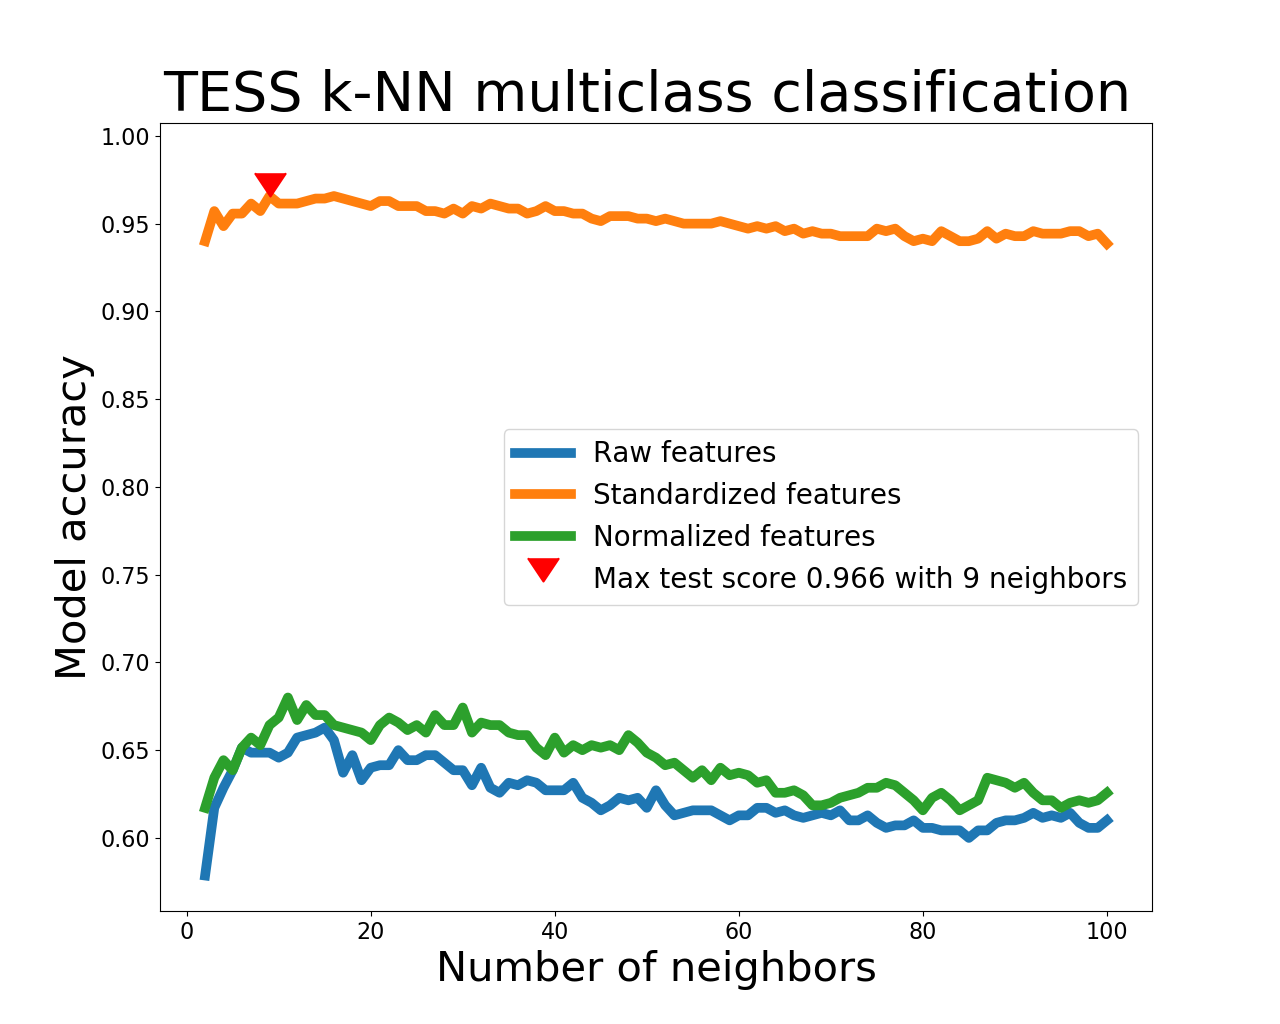 TESS k-NN multiclass classification
1.00
0.95
0.90
0.85
0.80
0.75
0.70
0.65
0.60
Model accuracy
Raw features
Standardized features
Normalized features
Max test score 0.966 with 9 neighbors
0 20 40 60 80 100
Number of neighbors